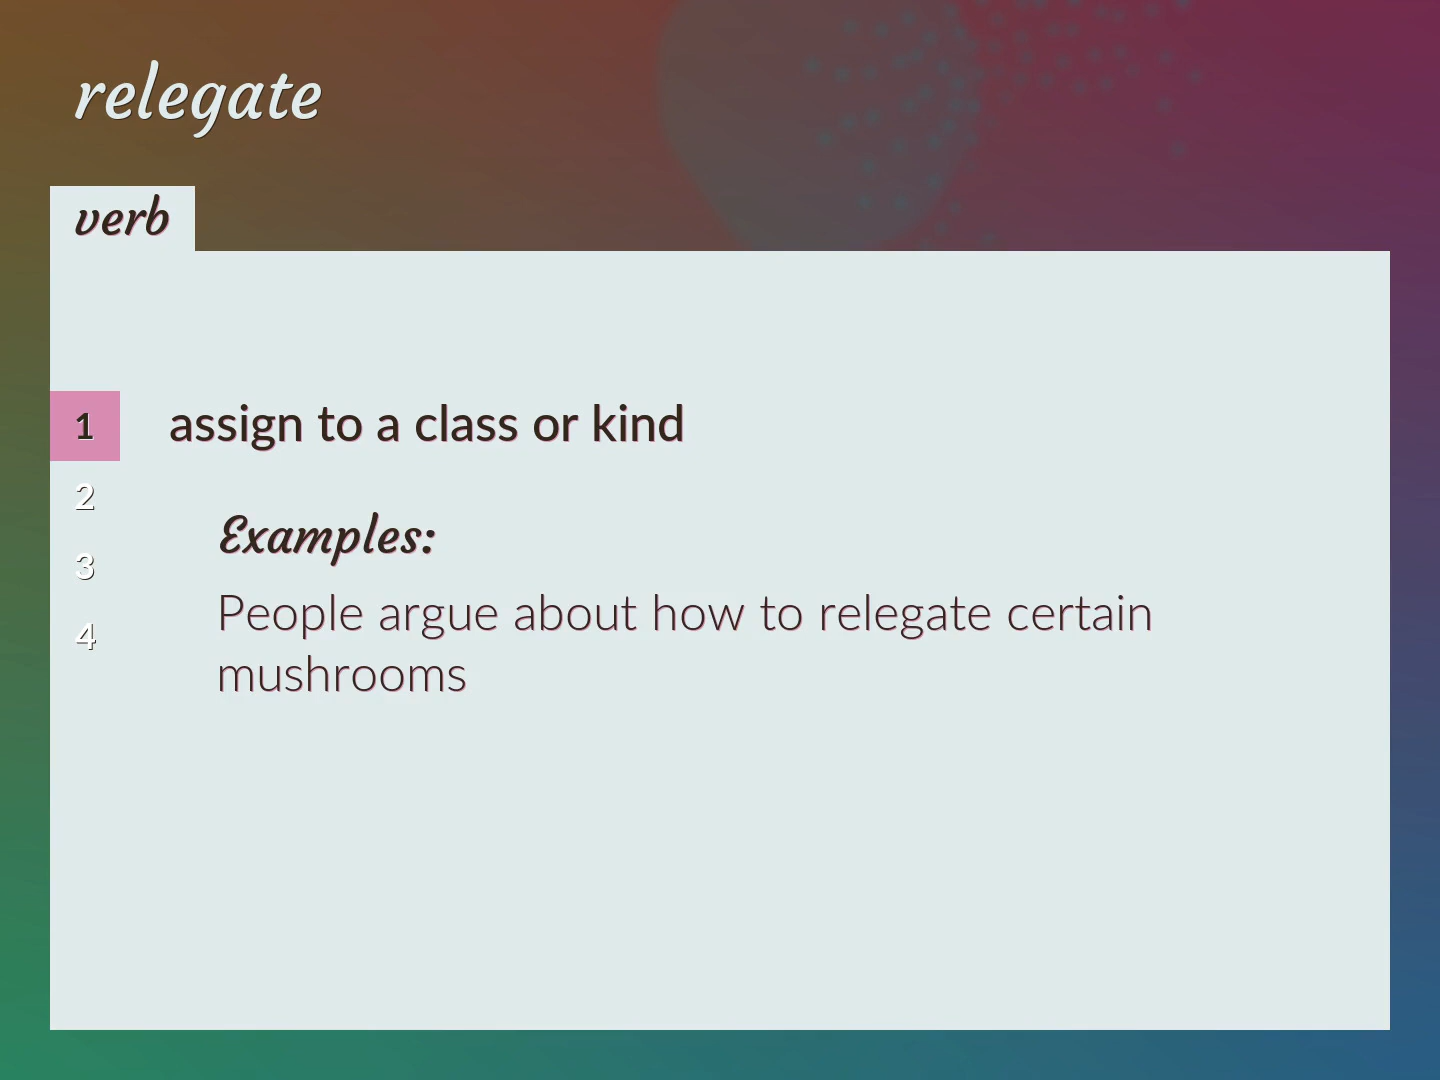 relegate
verb
1 assign to a class or kind
2
Examples:
3
People argue about how to relegate certain
4
mushrooms